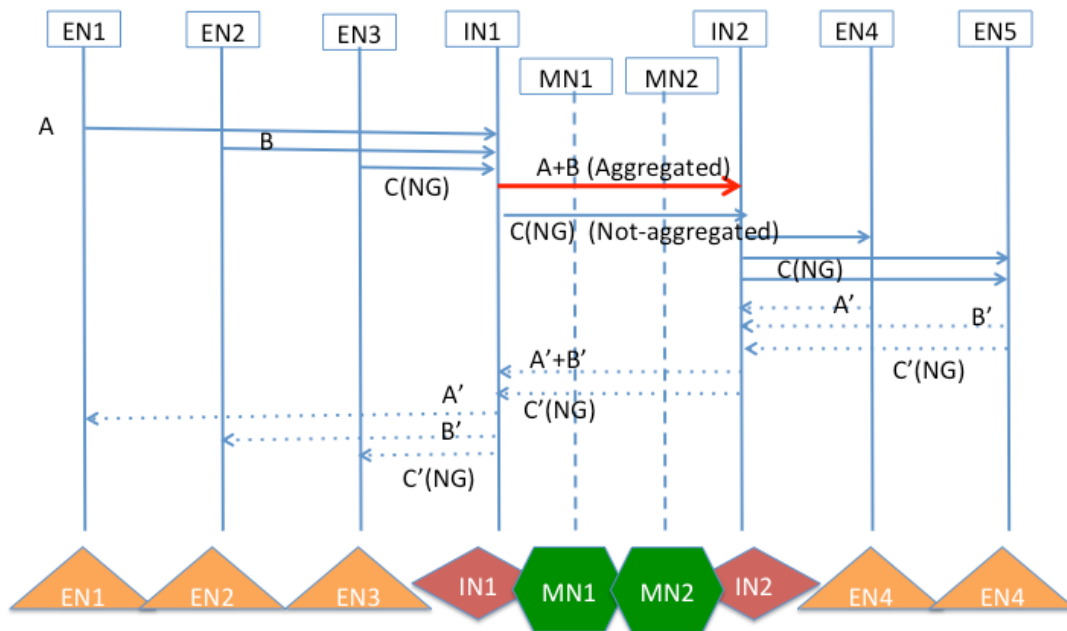 EN1
EN2
EN3
IN1
IN2
EN4
EN5
MN1
MN2
A
B
C(NG)
A+B (Aggregated)
C(NG) (Not-aggregated)
C(NG)
A’
B’
C’(NG)
A’+B’
C’(NG)
A’
B’
C’(NG)
EN1
EN2
EN3
IN1
MN1
MN2
IN2
EN4
EN4